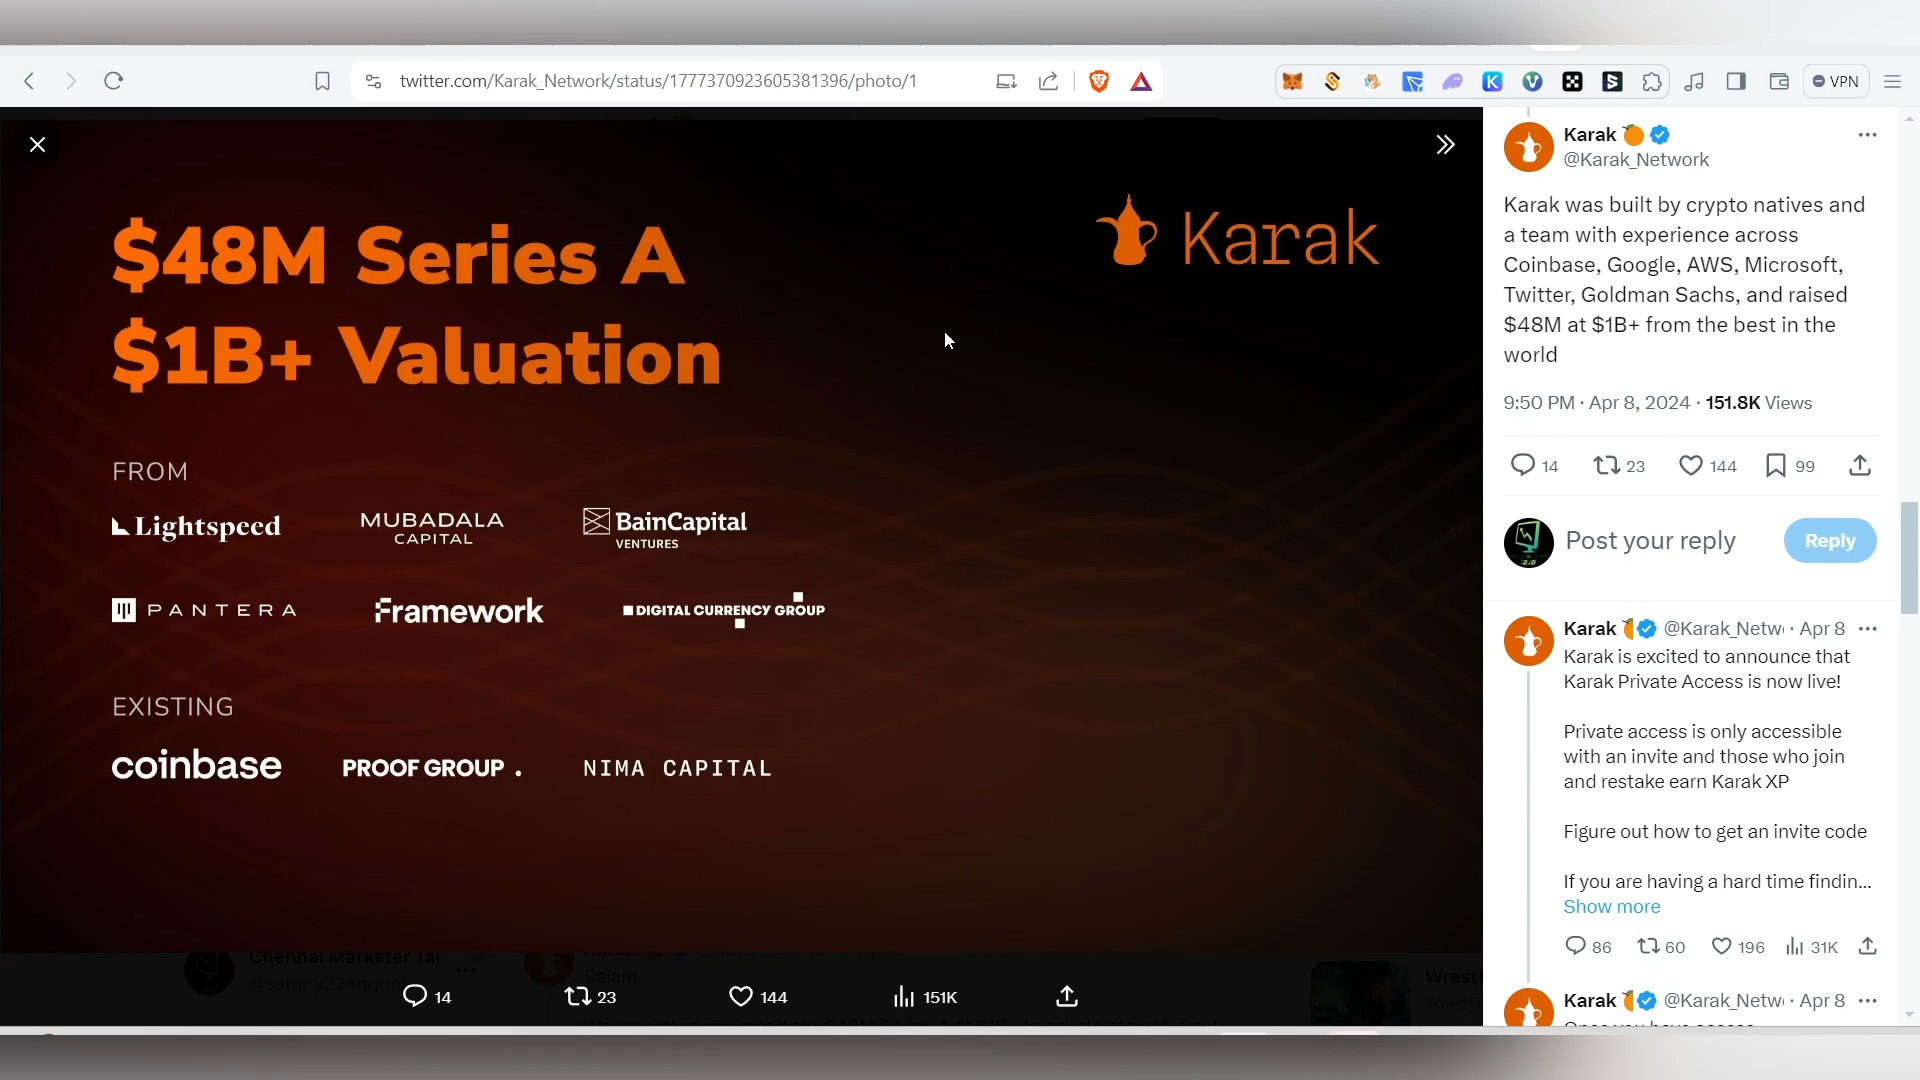 twitter.com/Karak_Network/status/1777370923605381396/photo/1
VPN
$48M Series A
$1B+ Valuation
Karak
FROM
Lightspeed
MUBADALA
CAPITAL
BainCapital
VENTURES
PANTERA
Framework
DIGITAL CURRENCY GROUP
EXISTING
coinbase
PROOF GROUP .
NIMA CAPITAL
Chennai Marketer
Salam
14
23
144
151K
Karak
@Karak_Network
Karak was built by crypto natives and
a team with experience across
Coinbase, Google, AWS, Microsoft,
Twitter, Goldman Sachs, and raised
$48M at $1B+ from the best in the
world
9:50 PM · Apr 8, 2024 · 151.8K Views
14
23
144
99
Post your reply
Reply
Karak @Karak_Netw · Apr 8
Karak is excited to announce that
Karak Private Access is now live!
Private access is only accessible
with an invite and those who join
and restake earn Karak XP
Figure out how to get an invite code
If you are having a hard time findin...
Show more
86
60
196
31K
Karak @Karak_Netw · Apr 8